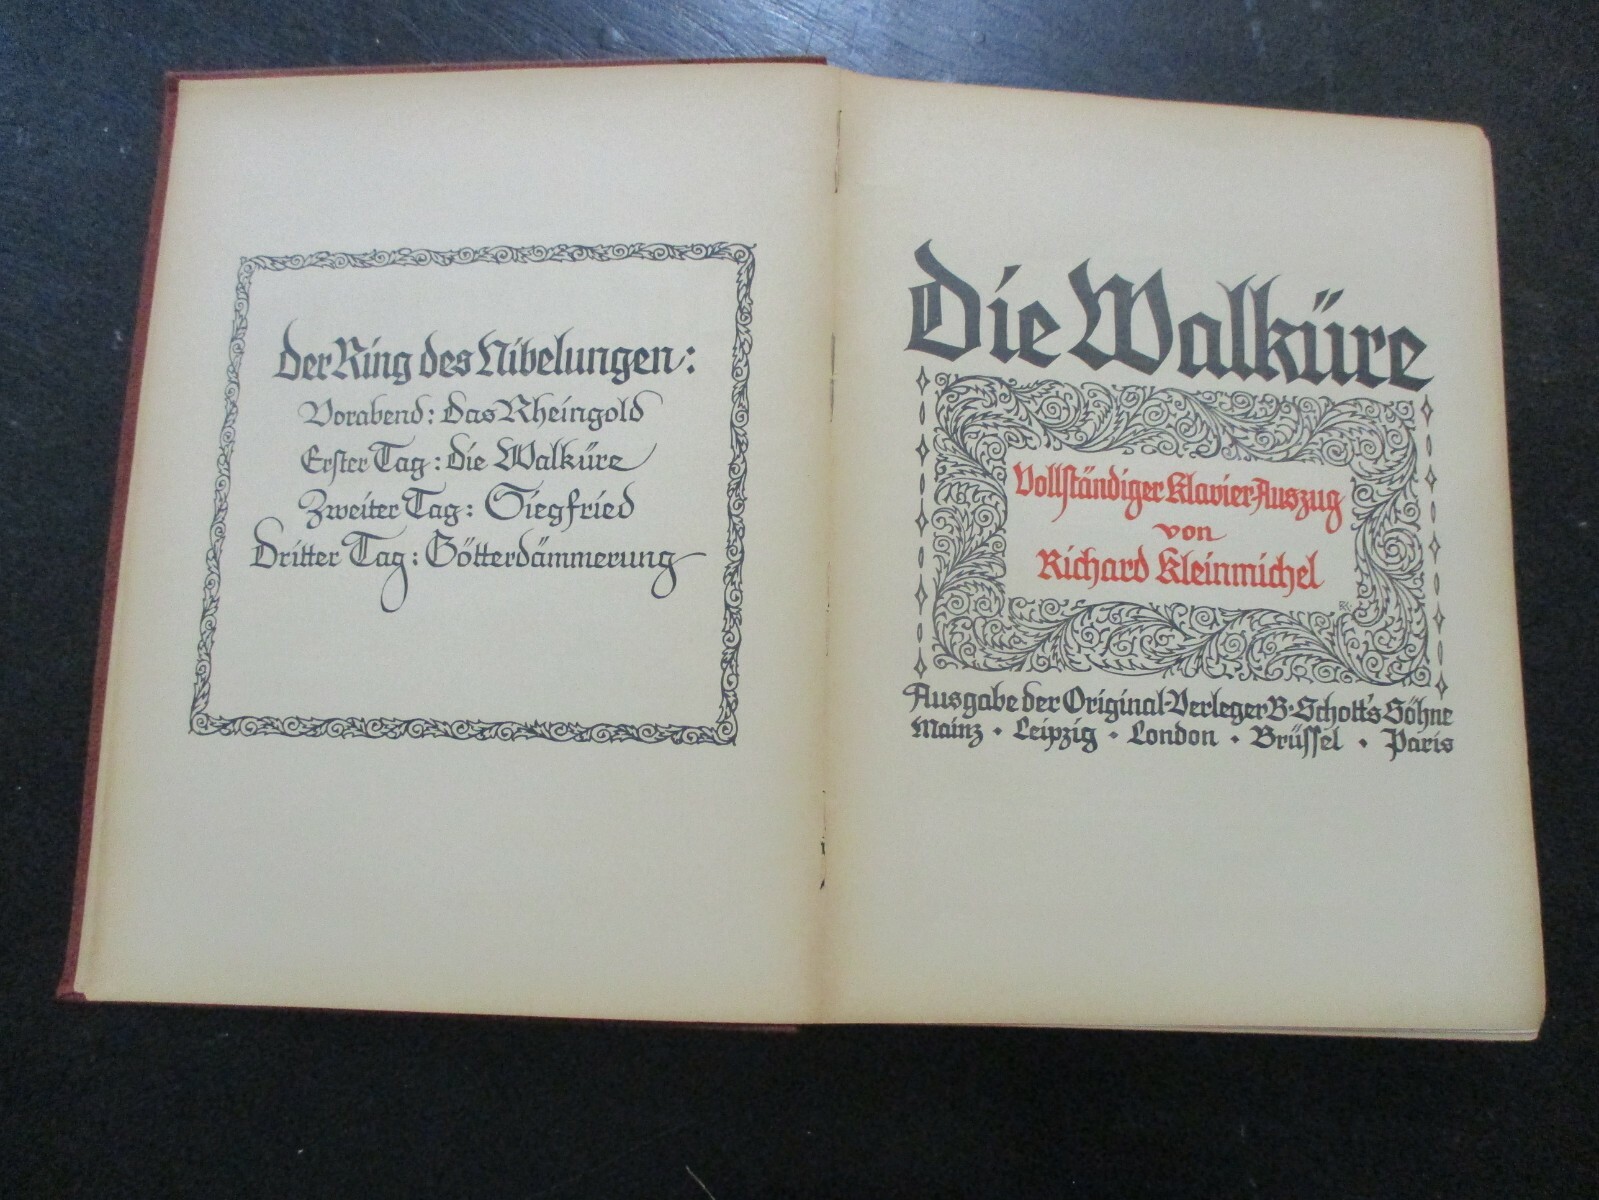 Der Ring des Nibelungen:
Vorabend: Das Rheingold
Erster Tag: Die Walküre
Zweiter Tag: Siegfried
Dritter Tag: Götterdämmerung
Die Walküre
Vollständiger Klavier-Auszug
von
Richard Kleinmichel
Ausgabe der Original-Verleger B. Schott's Söhne
Mainz • Leipzig • London • Brüssel • Paris